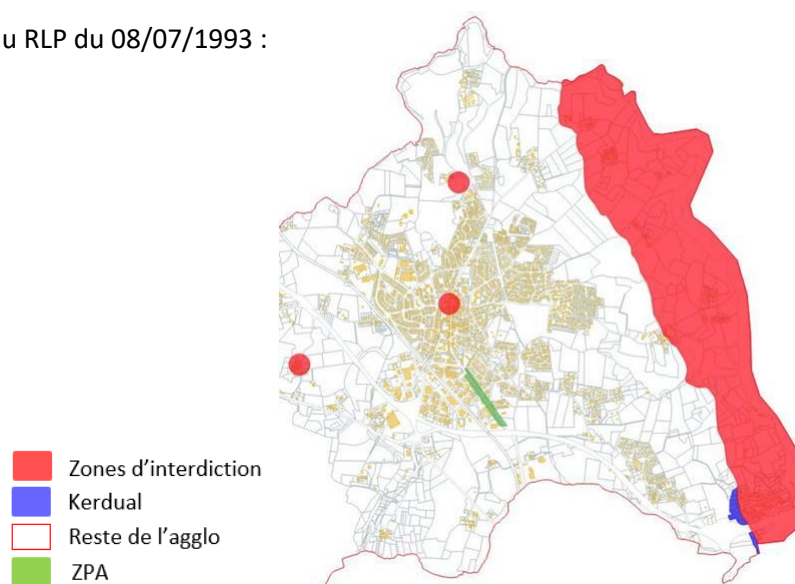 u RLP du 08/07/1993 :
Zones d'interdiction
Kerdual
Reste de l'agglo
ZPA